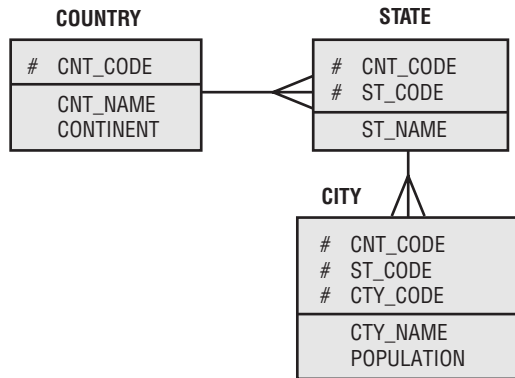 COUNTRY
# CNT_CODE
CNT_NAME
CONTINENT
STATE
# CNT_CODE
# ST_CODE
ST_NAME
CITY
# CNT_CODE
# ST_CODE
# CTY_CODE
CTY_NAME
POPULATION